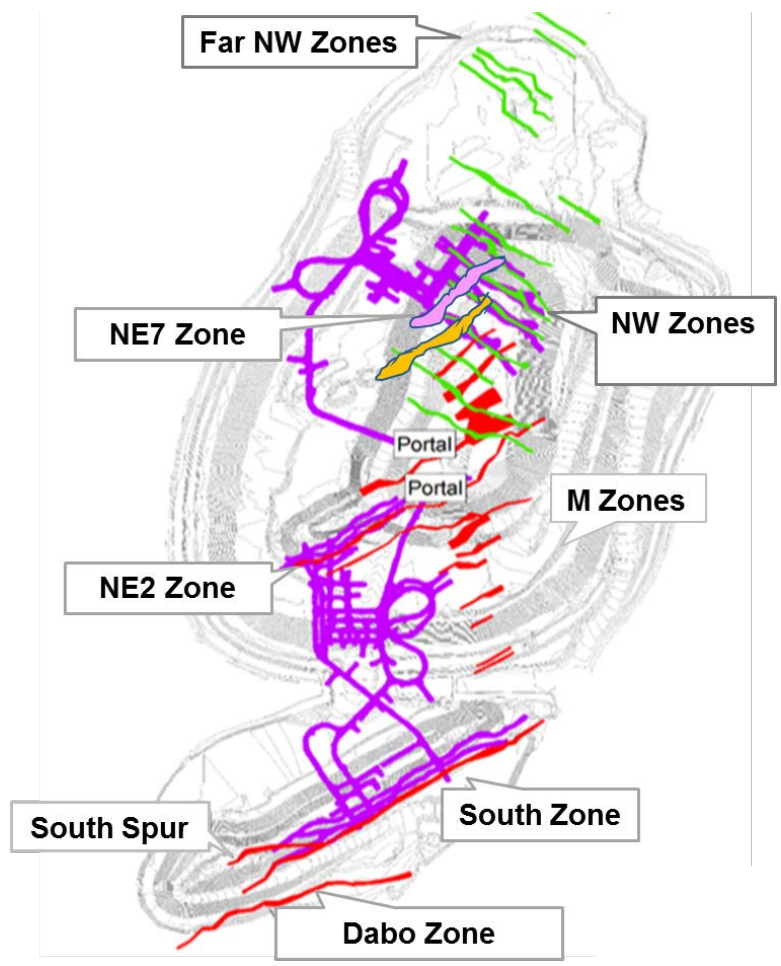 Far NW Zones
NE7 Zone
NW Zones
Portal
Portal
M Zones
NE2 Zone
South Zone
South Spur
Dabo Zone